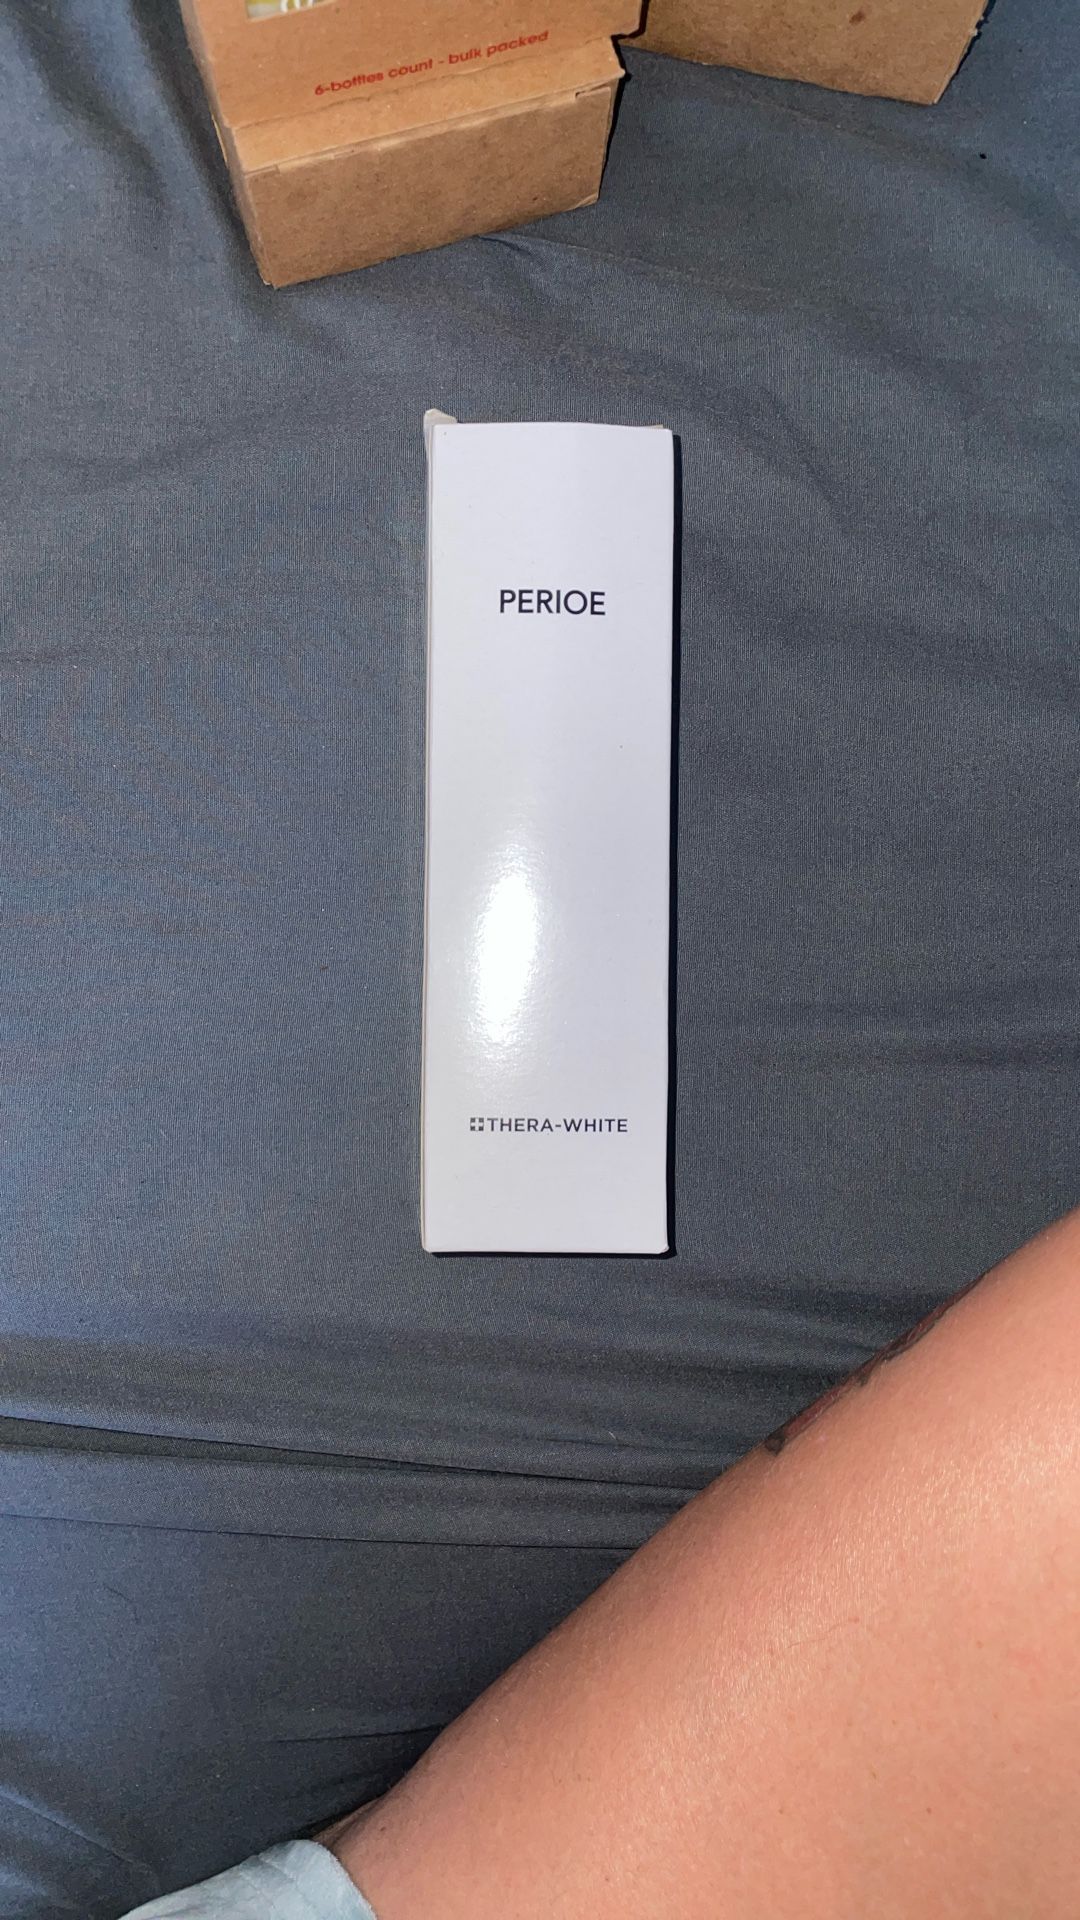 6-bottles count - bulk packed
PERIOE
THERA-WHITE